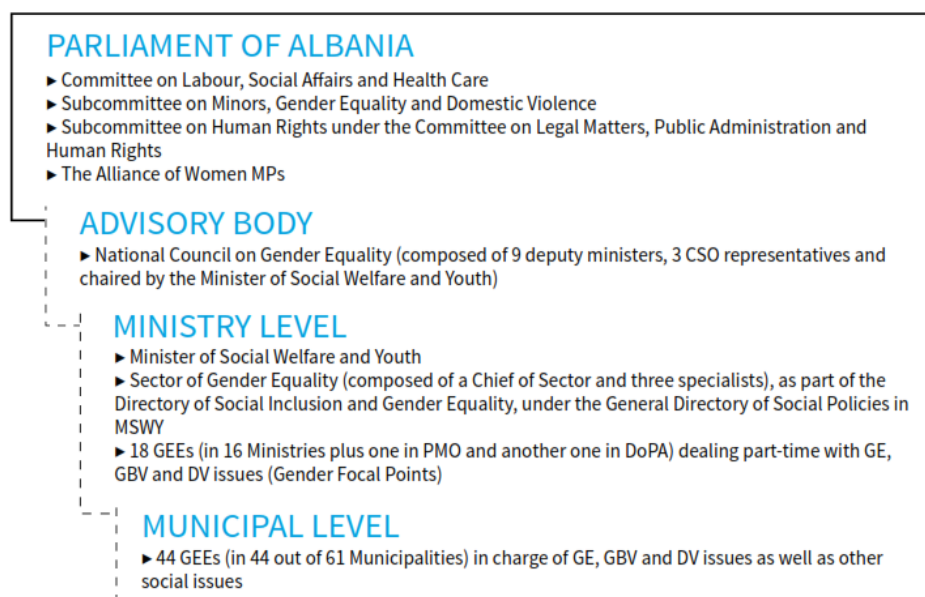 PARLIAMENT OF ALBANIA
▸ Committee on Labour, Social Affairs and Health Care
▸ Subcommittee on Minors, Gender Equality and Domestic Violence
▸ Subcommittee on Human Rights under the Committee on Legal Matters, Public Administration and
Human Rights
▸ The Alliance of Women MPs
ADVISORY BODY
▸ National Council on Gender Equality (composed of 9 deputy ministers, 3 CSO representatives and
chaired by the Minister of Social Welfare and Youth)
MINISTRY LEVEL
▸ Minister of Social Welfare and Youth
▸ Sector of Gender Equality (composed of a Chief of Sector and three specialists), as part of the
Directory of Social Inclusion and Gender Equality, under the General Directory of Social Policies in
MSWY
▸ 18 GEEs (in 16 Ministries plus one in PMO and another one in DoPA) dealing part-time with GE,
GBV and DV issues (Gender Focal Points)
MUNICIPAL LEVEL
▸ 44 GEEs (in 44 out of 61 Municipalities) in charge of GE, GBV and DV issues as well as other
social issues